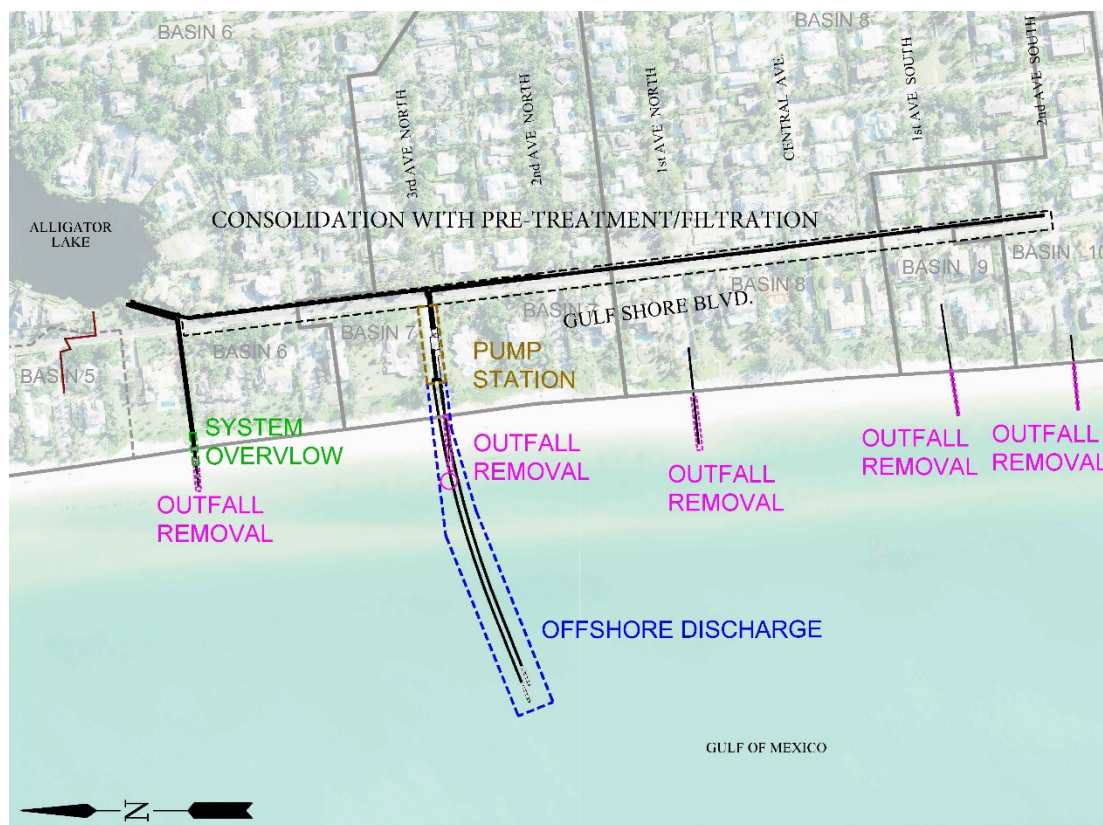 BASIN 6
BASIN 8
3rd AVE NORTH
2nd AVE NORTH
1st AVE NORTH
CENTRAL AVE.
1st AVE SOUTH
2nd AVE SOUTH
ALLIGATOR
LAKE
CONSOLIDATION WITH PRE-TREATMENT/FILTRATION
BASIN 5
BASIN 6
BASIN 7
BASIN 7
BASIN 8
BASIN 9
BASIN 10
GULF SHORE BLVD.
PUMP
STATION
SYSTEM
OVERVLOW
OUTFALL
REMOVAL
OUTFALL
REMOVAL
OUTFALL
REMOVAL
OUTFALL
REMOVAL
OUTFALL
REMOVAL
OFFSHORE DISCHARGE
GULF OF MEXICO
N